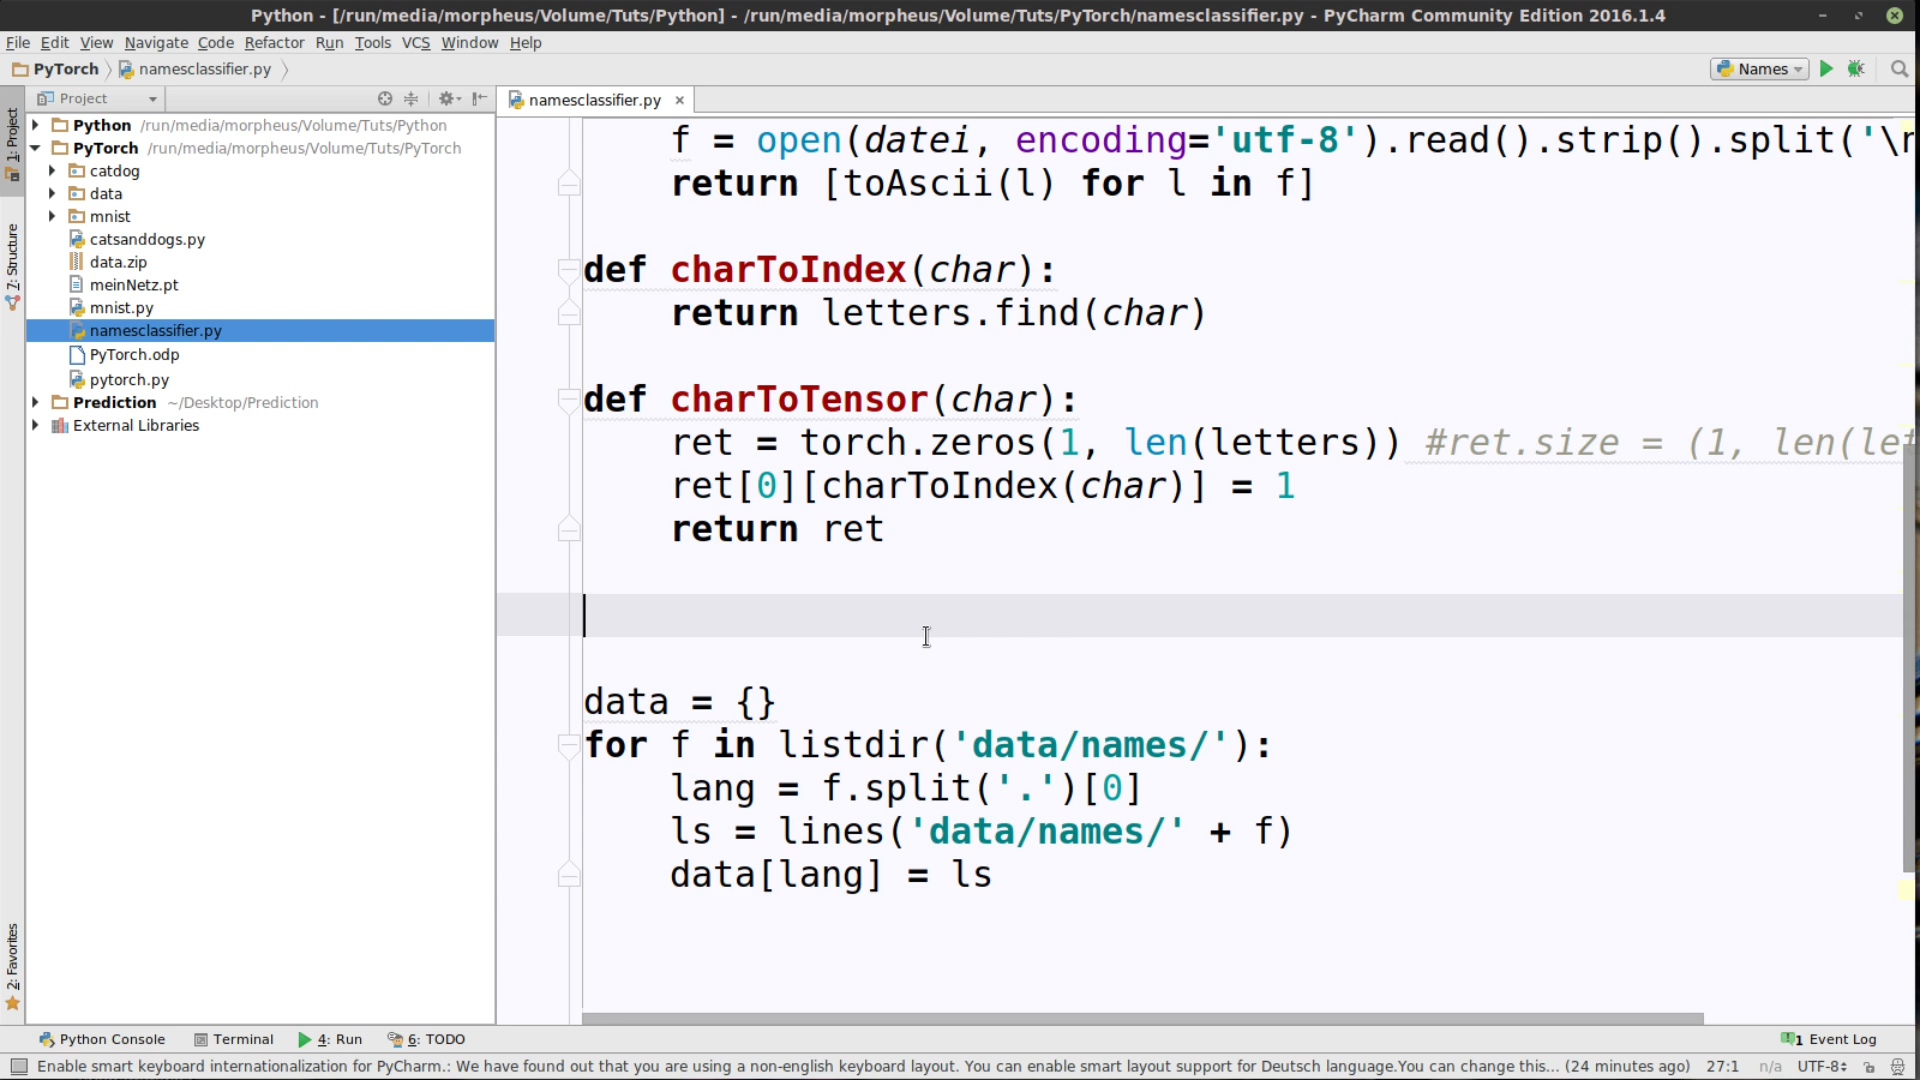 Python - [/run/media/morpheus/Volume/Tuts/Python] - /run/media/morpheus/Volume/Tuts/PyTorch/namesclassifier.py - PyCharm Community Edition 2016.1.4
File Edit View Navigate Code Refactor Run Tools VCS Window Help
PyTorch namesclassifier.py
Names
Project
namesclassifier.py
1: Project
7: Structure
2: Favorites
Python /run/media/morpheus/Volume/Tuts/Python
PyTorch /run/media/morpheus/Volume/Tuts/PyTorch
catdog
data
mnist
catsanddogs.py
data.zip
meinNetz.pt
mnist.py
namesclassifier.py
PyTorch.odp
pytorch.py
Prediction ~/Desktop/Prediction
External Libraries
f = open(datei, encoding='utf-8').read().strip().split('\n
return [toAscii(l) for l in f]
def charToIndex(char):
return letters.find(char)
def charToTensor(char):
ret = torch.zeros(1, len(letters)) #ret.size = (1, len(let
ret[0][charToIndex(char)] = 1
return ret
data = {}
for f in listdir('data/names/'):
lang = f.split('.')[0]
ls = lines('data/names/' + f)
data[lang] = ls
Python Console Terminal 4: Run 6: TODO 1 Event Log
Enable smart keyboard internationalization for PyCharm.: We have found out that you are using a non-english keyboard layout. You can enable smart layout support for Deutsch language.You can change this... (24 minutes ago) 27:1 n/a UTF-8